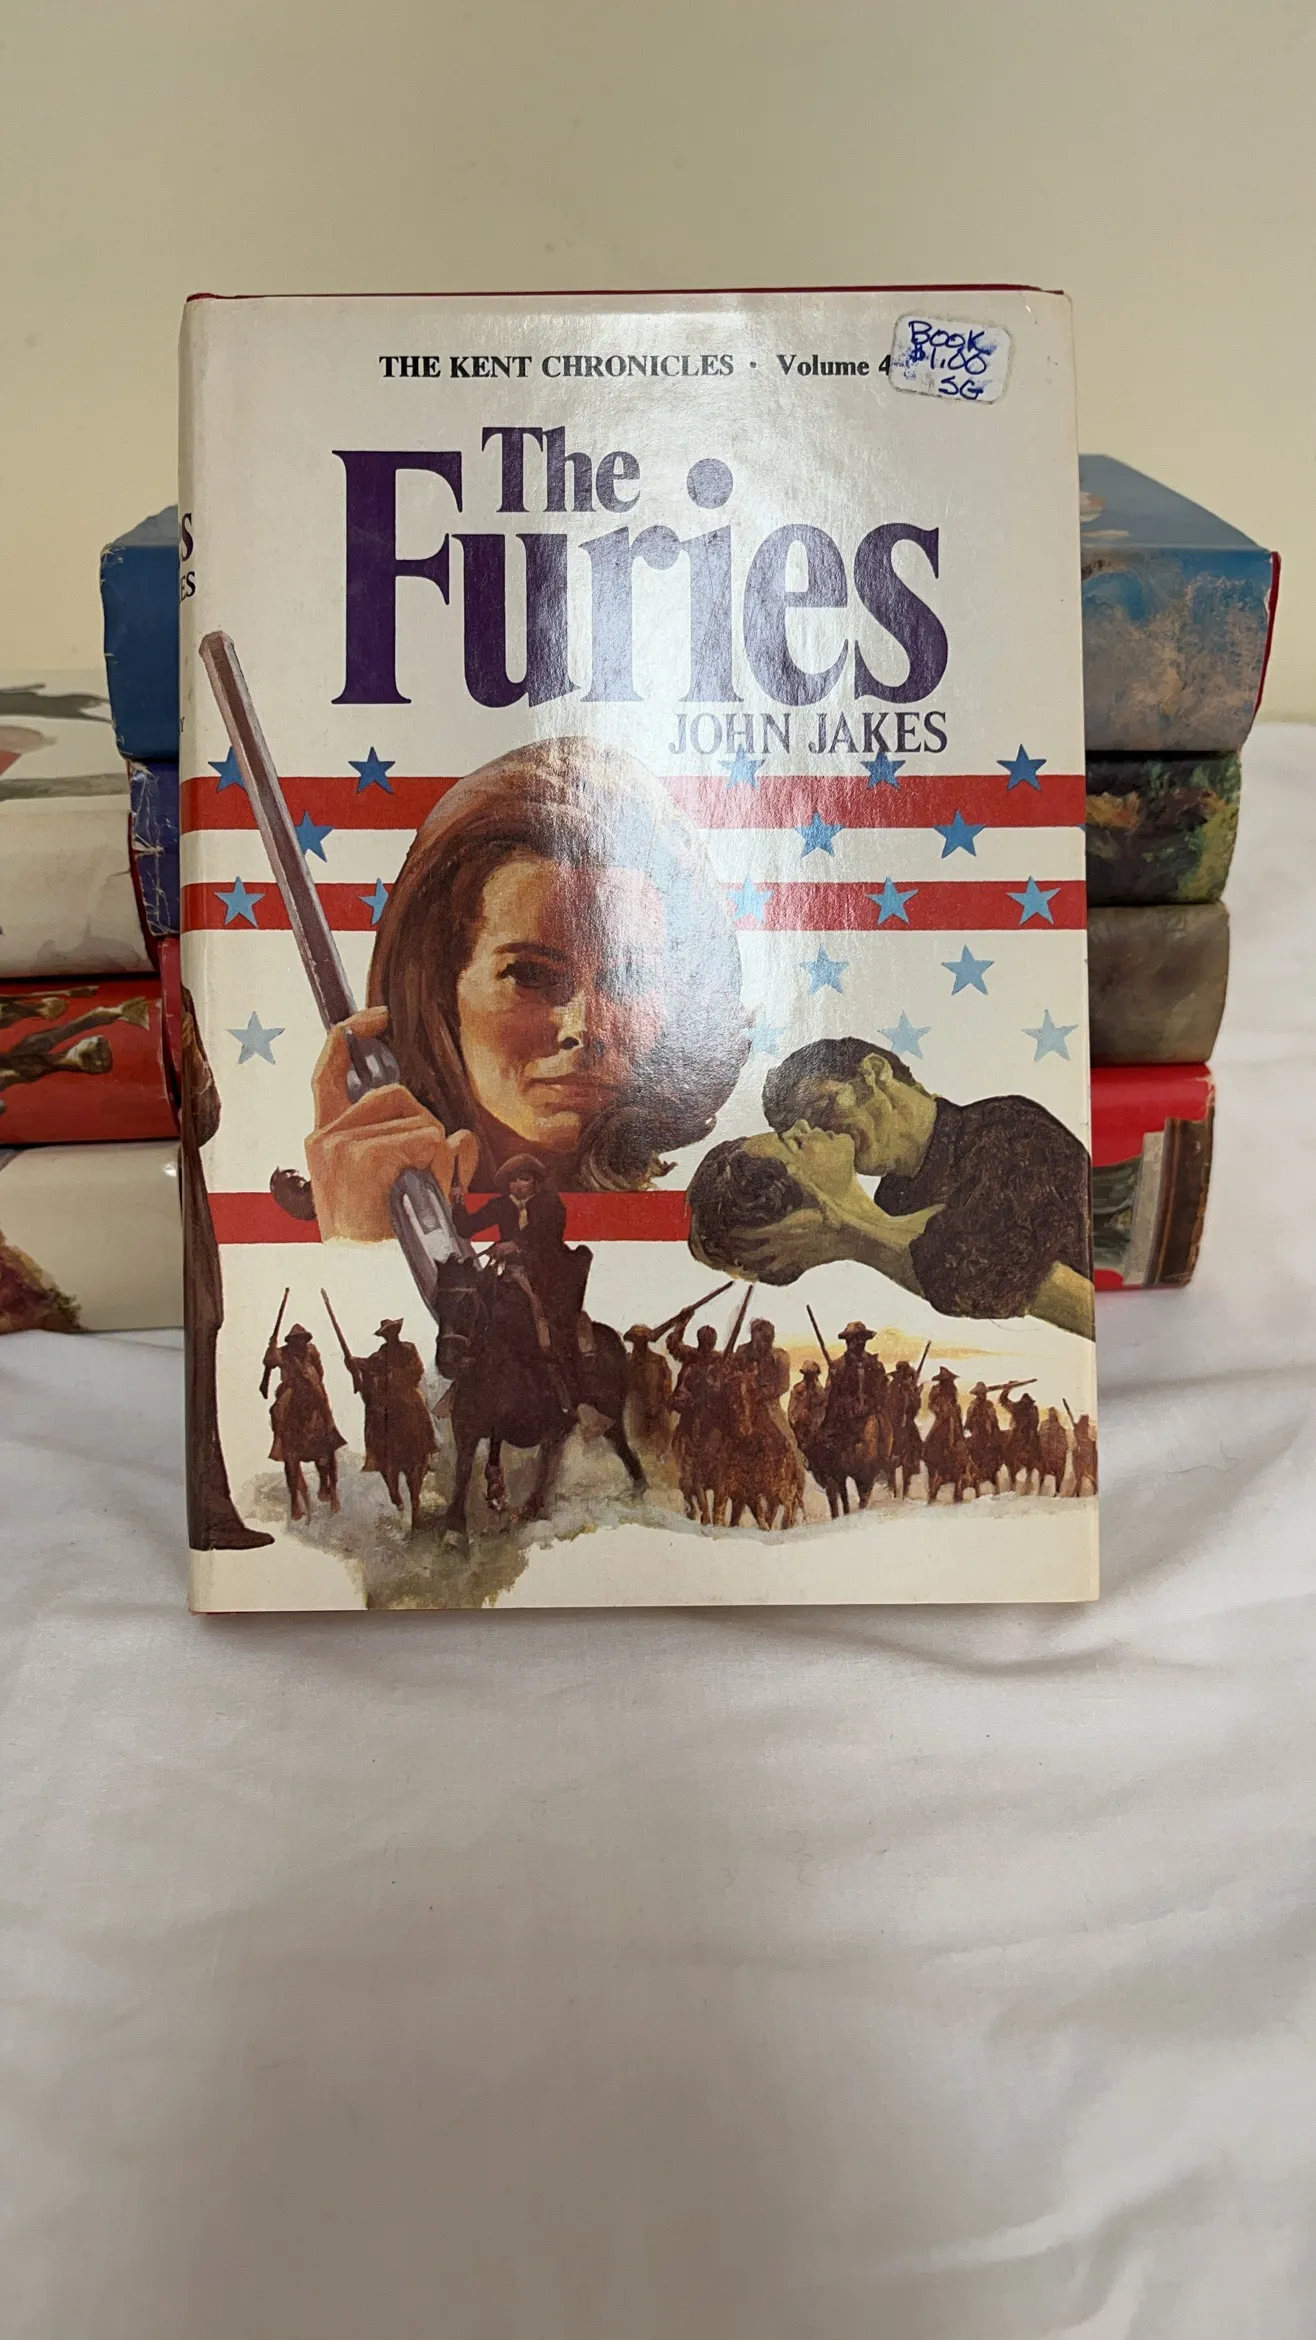 THE KENT CHRONICLES · Volume 4
BOOK
$1.00
SG
The
Furies
JOHN JAKES